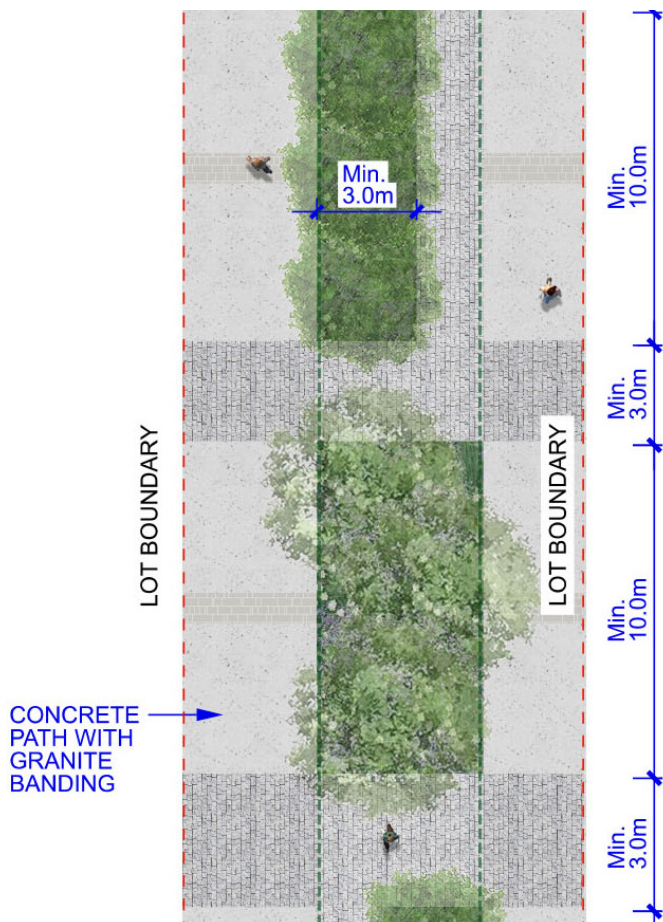 Min.
3.0m
Min.
10.0m
Min.
3.0m
LOT BOUNDARY
LOT BOUNDARY
Min.
10.0m
CONCRETE
PATH WITH
GRANITE
BANDING
Min.
3.0m